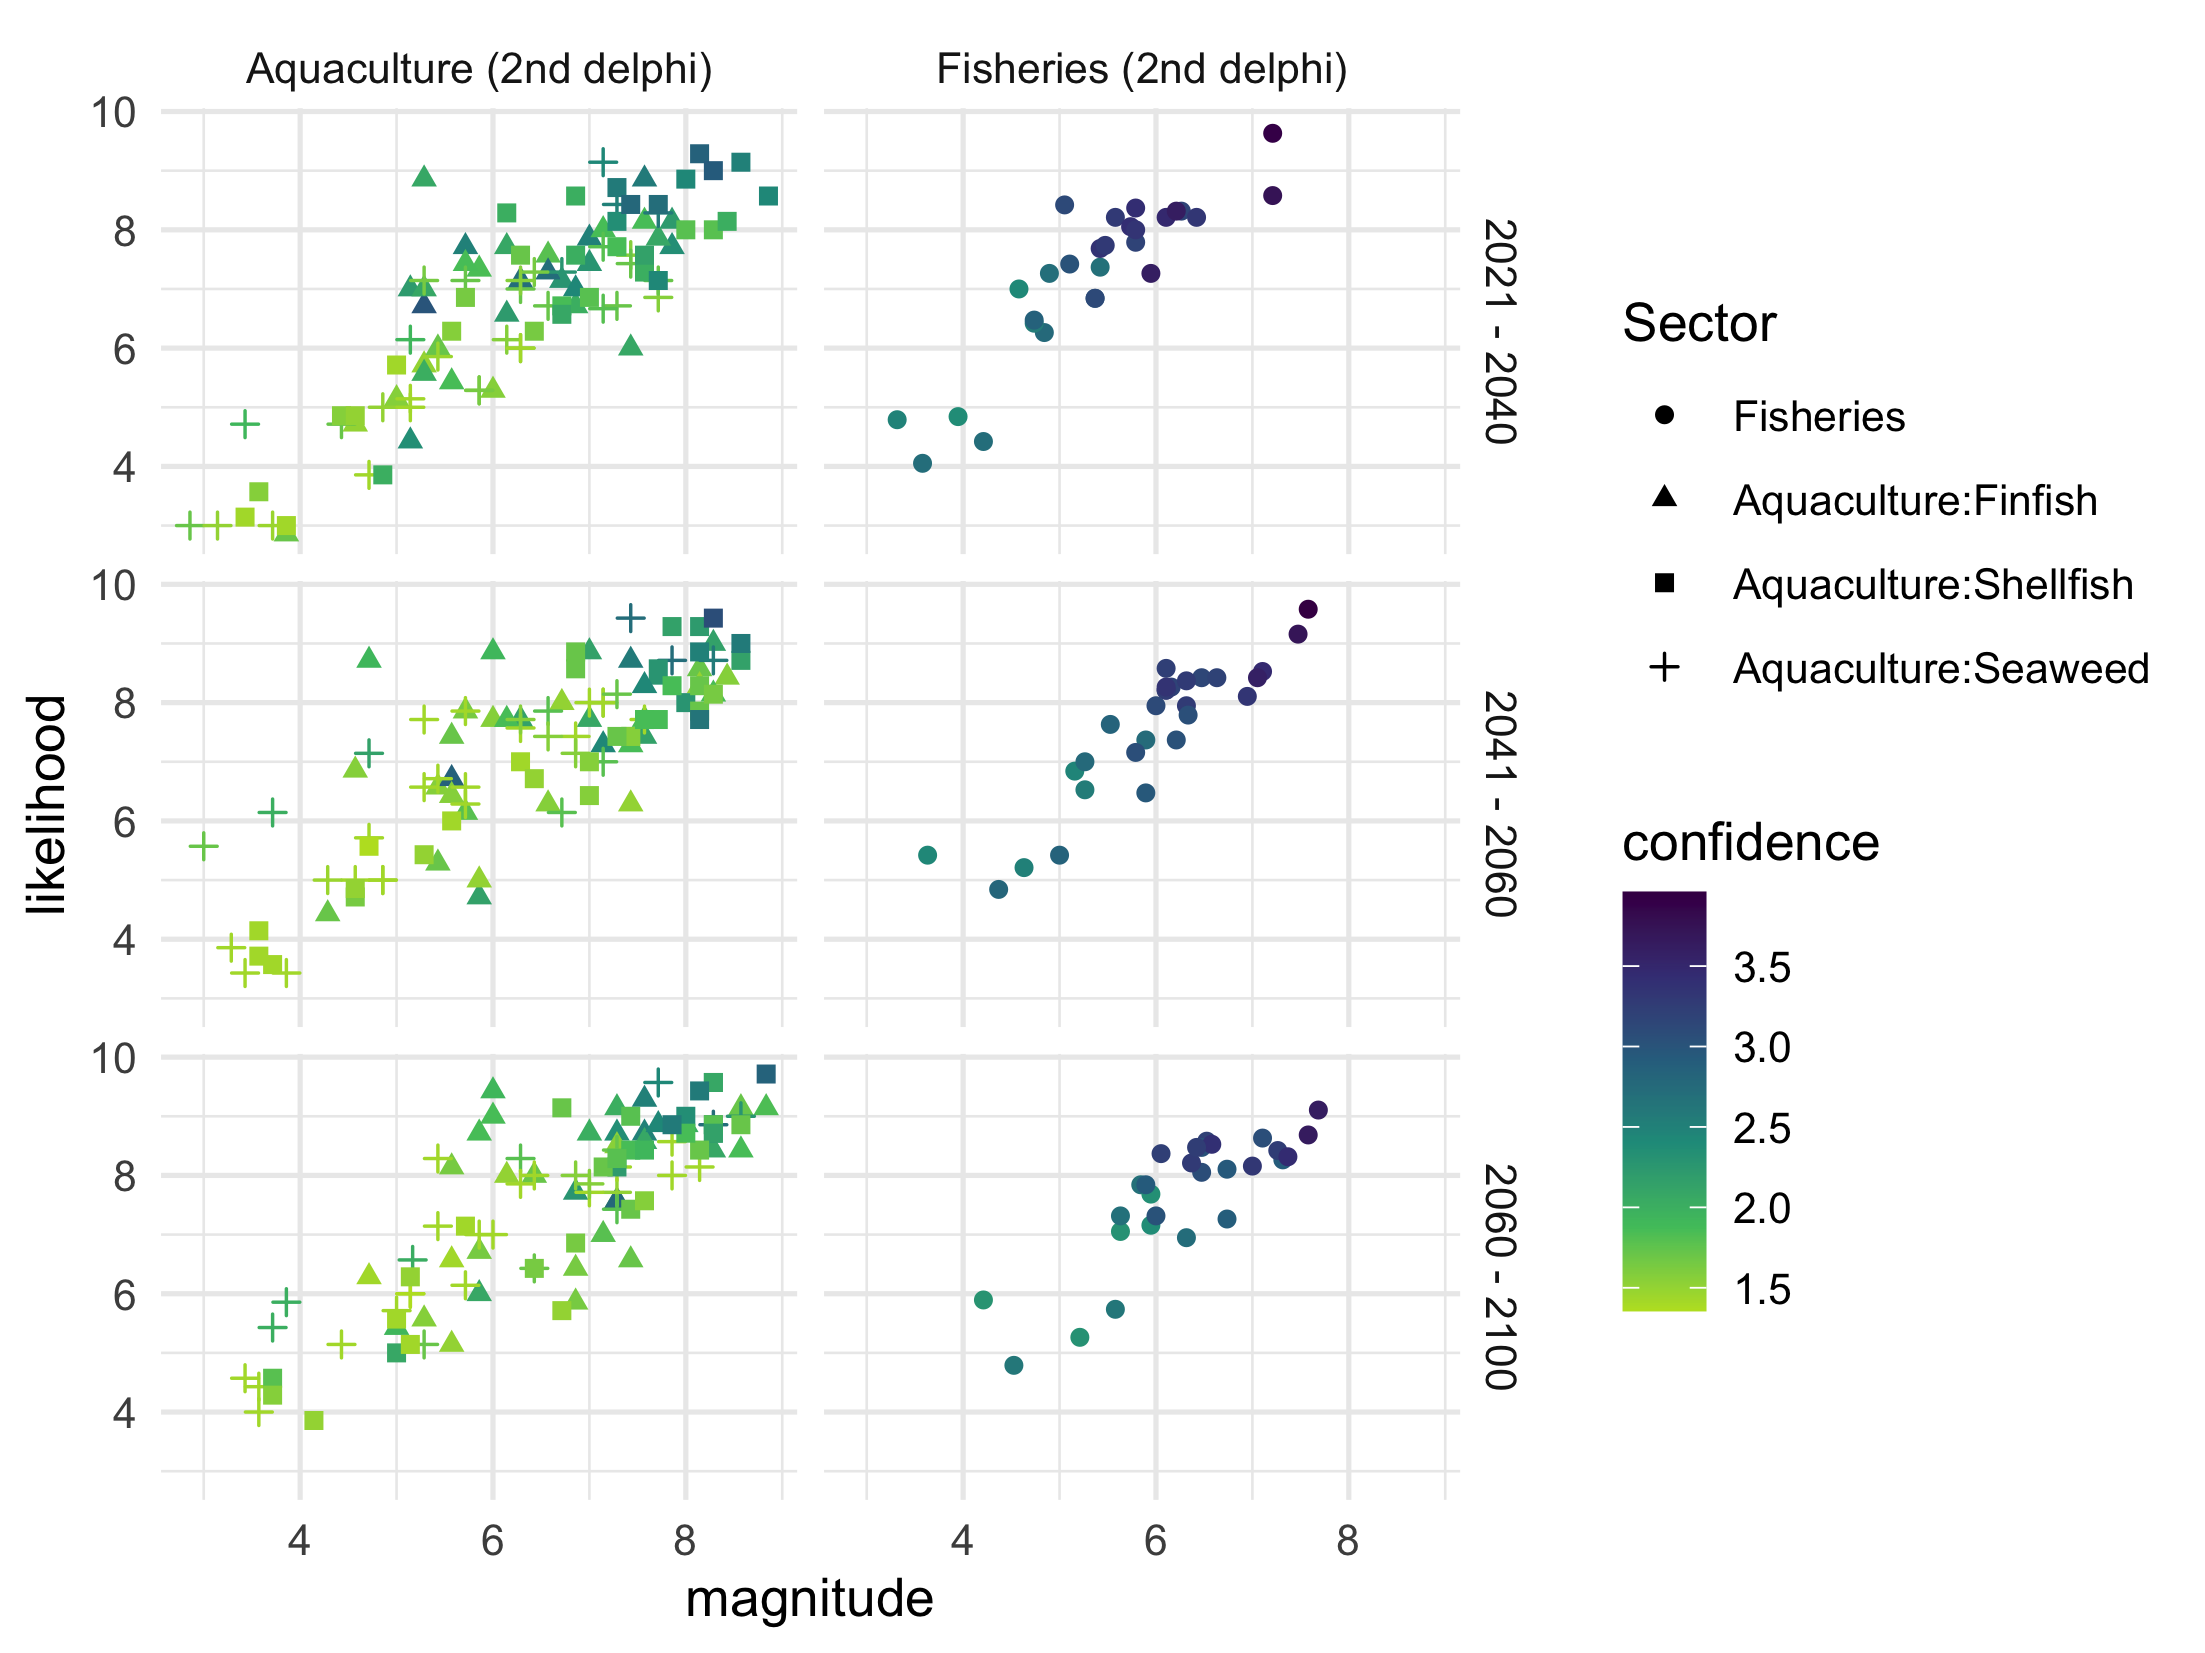 Aquaculture (2nd delphi)
Fisheries (2nd delphi)
10
8
6
4
2021 - 2040
10
8
6
4
2041 - 2060
10
8
6
4
2060 - 2100
likelihood
4
6
8
4
6
8
magnitude
Sector
Fisheries
Aquaculture:Finfish
Aquaculture:Shellfish
Aquaculture:Seaweed
confidence
3.5
3.0
2.5
2.0
1.5